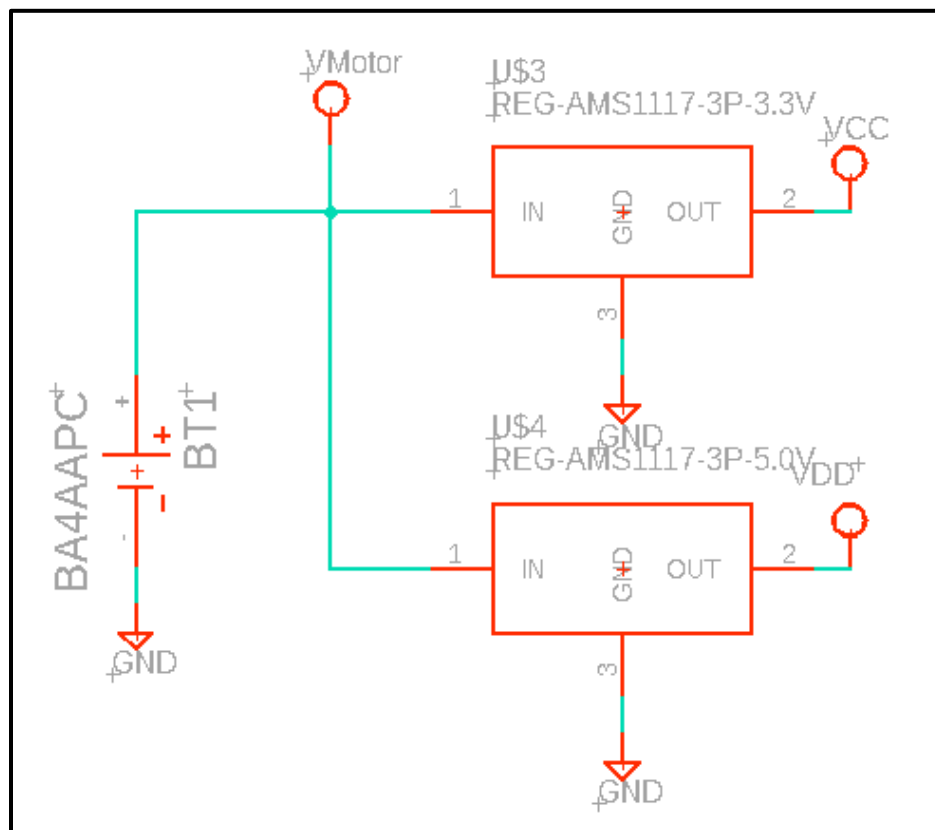 VMotor
U$3
REG-AMS1117-3P-3.3V
VCC
1
IN
GND
OUT
2
3
GND
BA4AAPC
+
+
-
-
BT1
GND
U$4
REG-AMS1117-3P-5.0V
VDD
1
IN
GND
OUT
2
3
GND